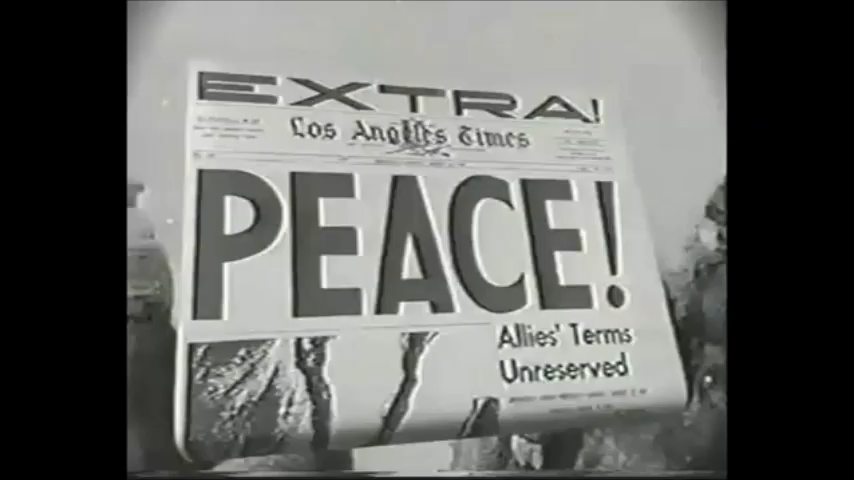 EXTRA!
Los Angeles Times
PEACE!
Allies' Terms
Unreserved